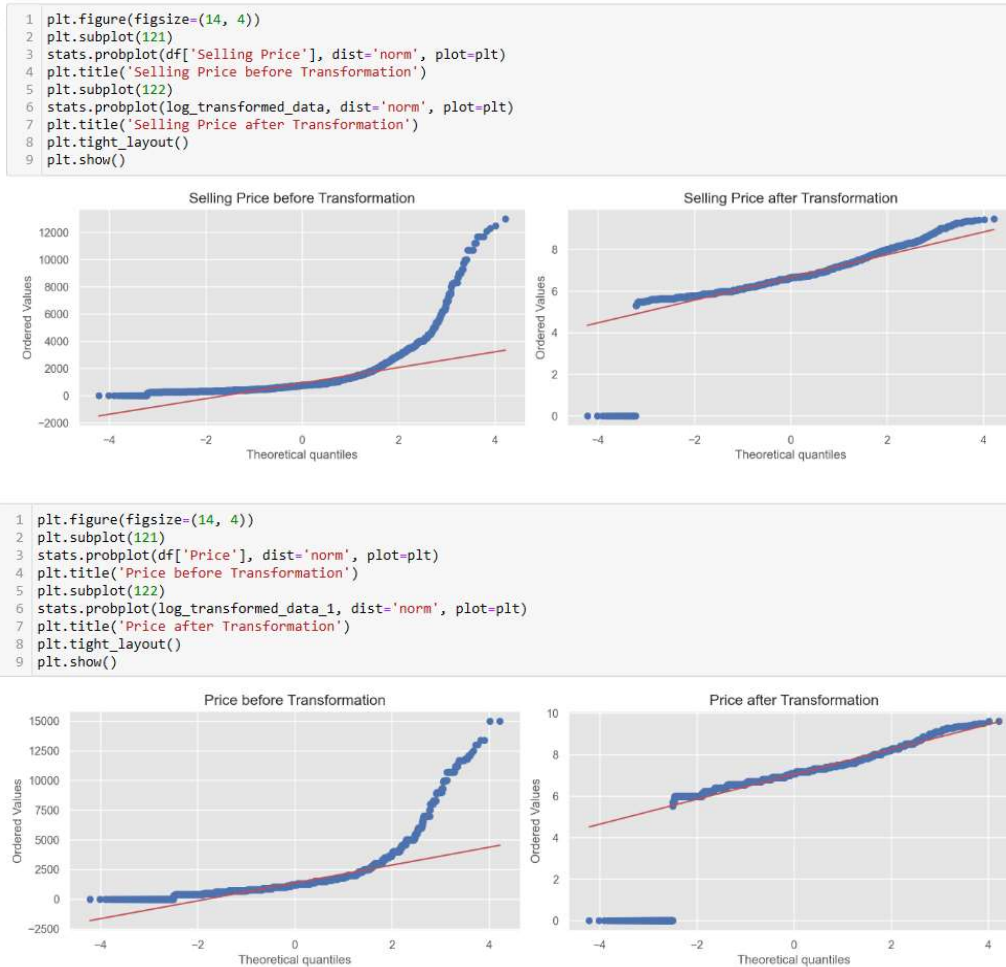 1 plt.figure(figsize=(14, 4))
2 plt.subplot(121)
3 stats.probplot(df['Selling Price'], dist='norm', plot=plt)
4 plt.title('Selling Price before Transformation')
5 plt.subplot(122)
6 stats.probplot(log_transformed_data, dist='norm', plot=plt)
7 plt.title('Selling Price after Transformation')
8 plt.tight_layout()
9 plt.show()
Selling Price before Transformation
12000
10000
8000
6000
4000
2000
0
−2000
Ordered Values
−4 −2 0 2 4
Theoretical quantiles
Selling Price after Transformation
8
6
4
2
0
Ordered Values
−4 −2 0 2 4
Theoretical quantiles
1 plt.figure(figsize=(14, 4))
2 plt.subplot(121)
3 stats.probplot(df['Price'], dist='norm', plot=plt)
4 plt.title('Price before Transformation')
5 plt.subplot(122)
6 stats.probplot(log_transformed_data_1, dist='norm', plot=plt)
7 plt.title('Price after Transformation')
8 plt.tight_layout()
9 plt.show()
Price before Transformation
15000
12500
10000
7500
5000
2500
0
−2500
Ordered Values
−4 −2 0 2 4
Theoretical quantiles
Price after Transformation
10
8
6
4
2
0
Ordered Values
−4 −2 0 2 4
Theoretical quantiles